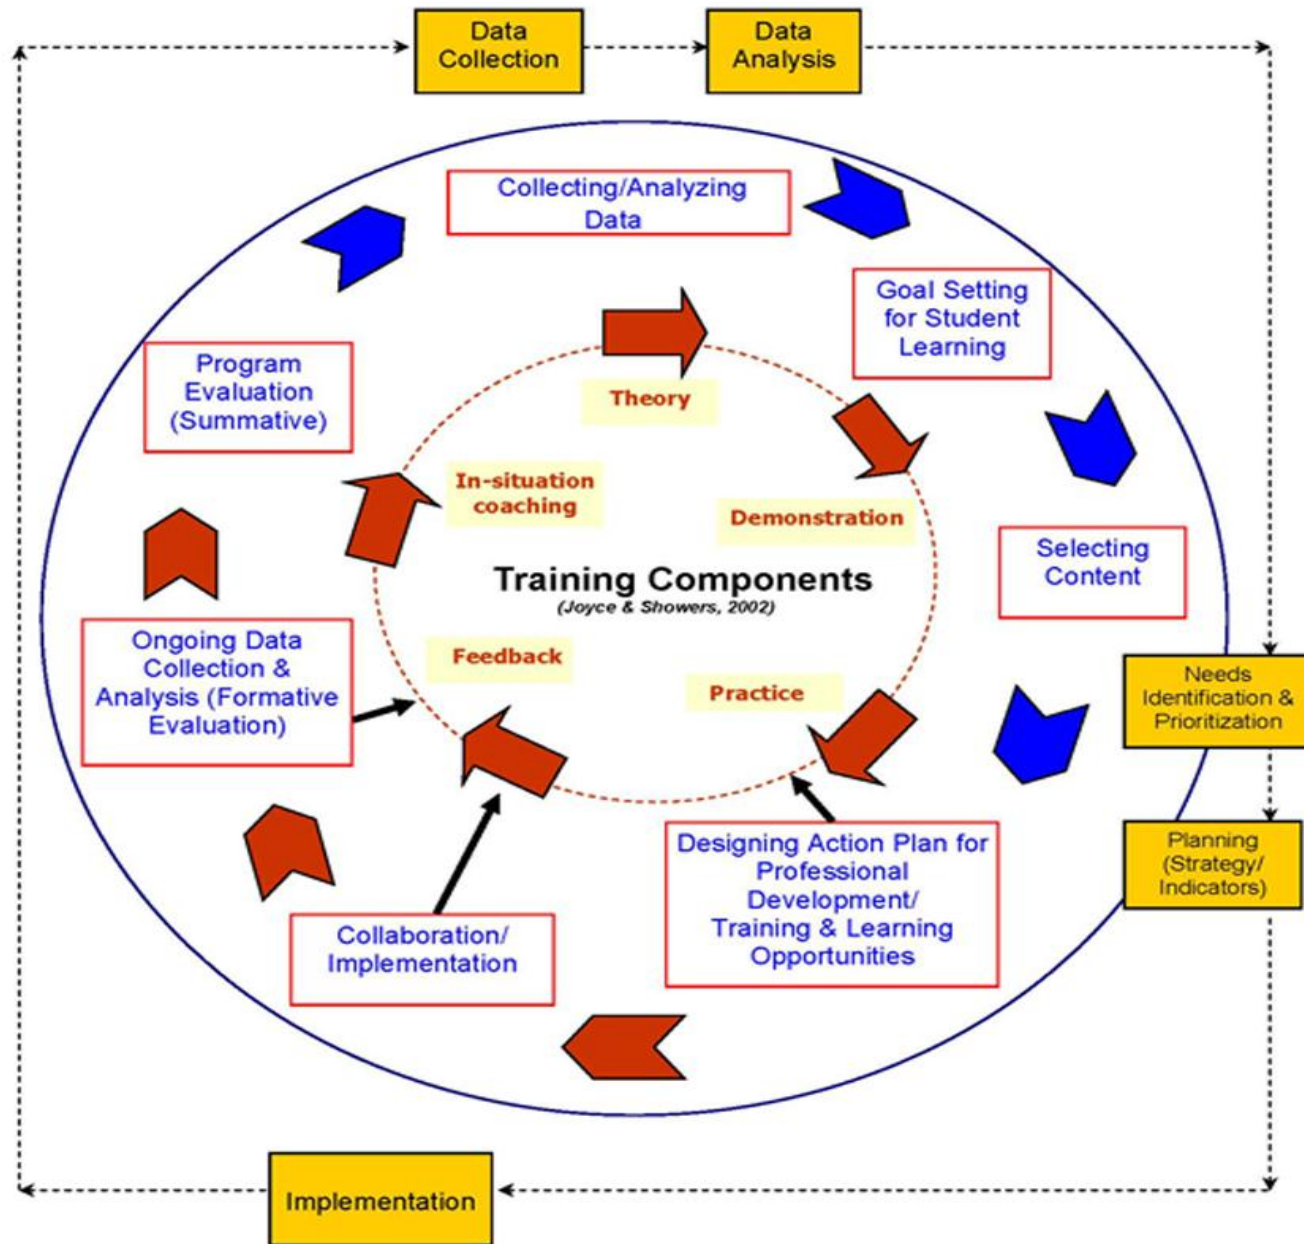 Data
Collection
Data
Analysis
Collecting/Analyzing
Data
Goal Setting
for Student
Learning
Program
Evaluation
(Summative)
Theory
In-situation
coaching
Demonstration
Selecting
Content
Training Components
(Joyce & Showers, 2002)
Ongoing Data
Collection &
Analysis (Formative
Evaluation)
Feedback
Practice
Needs
Identification &
Prioritization
Designing Action Plan for
Professional
Development/
Training & Learning
Opportunities
Planning
(Strategy/
Indicators)
Collaboration/
Implementation
Implementation